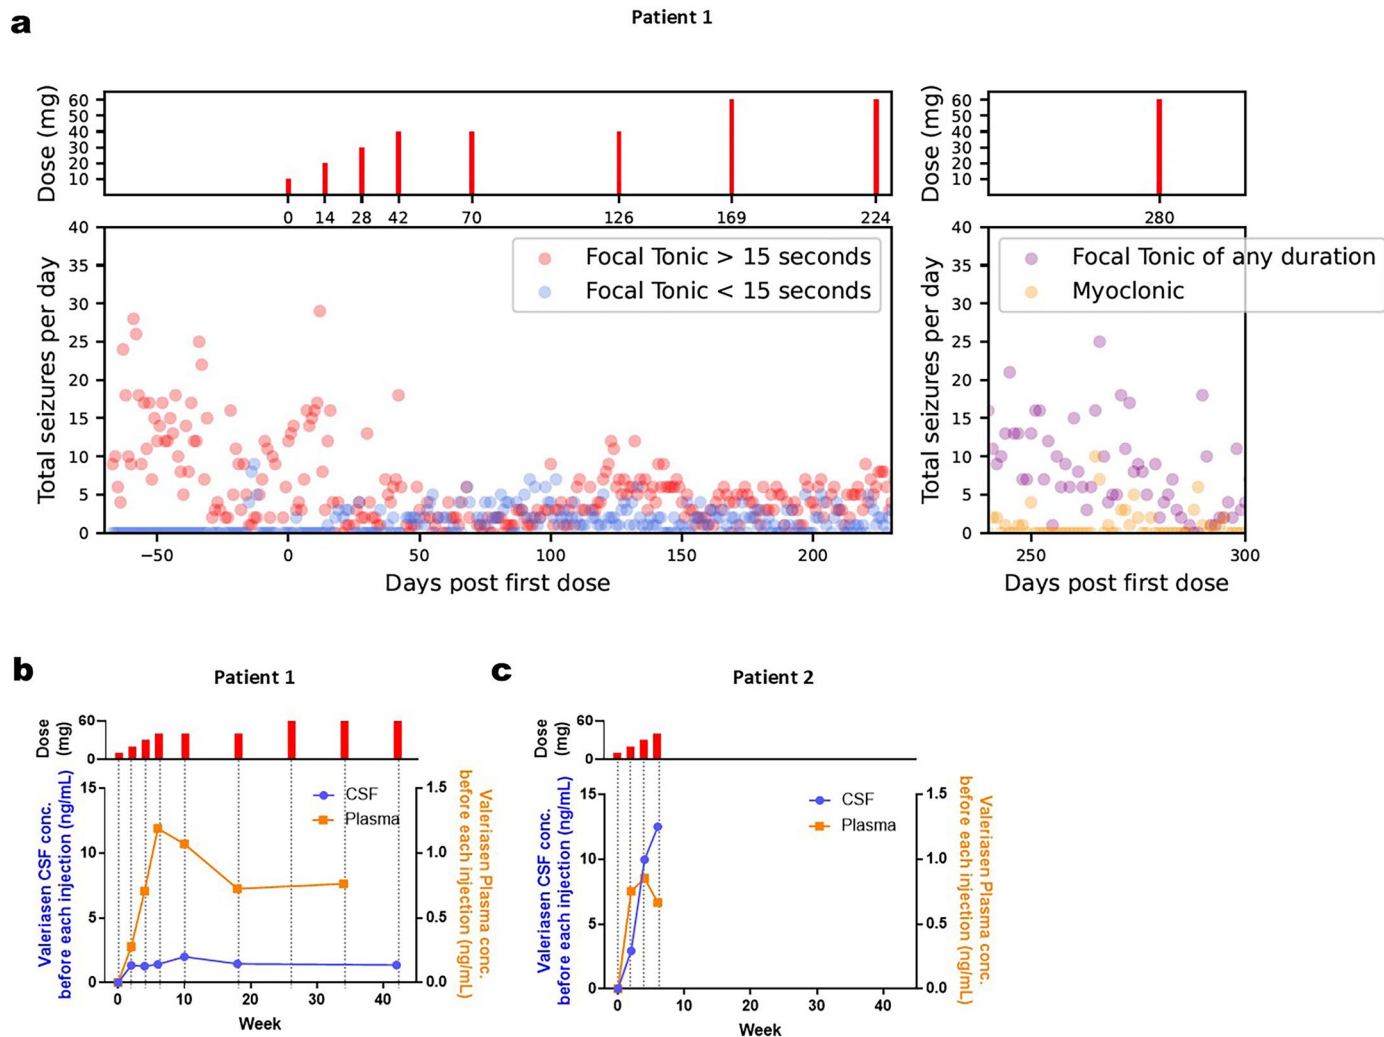 a
Patient 1
Dose (mg)
60
50
40
30
20
10
0 14 28 42 70 126 169 224
Dose (mg)
60
50
40
30
20
10
280
Total seizures per day
40
35
30
25
20
15
10
5
0
Focal Tonic > 15 seconds
Focal Tonic < 15 seconds
−50 0 50 100 150 200
Days post first dose
Total seizures per day
40
35
30
25
20
15
10
5
0
Focal Tonic of any duration
Myoclonic
250 300
Days post first dose
b
Patient 1
Dose
(mg)
60
0
Valeriasen CSF conc.
before each injection (ng/mL)
15
10
5
0
CSF
Plasma
1.5
1.0
0.5
0.0
Valeriasen Plasma conc.
before each injection (ng/mL)
0 10 20 30 40
Week
c
Patient 2
Dose
(mg)
60
0
Valeriasen CSF conc.
before each injection (ng/mL)
15
10
5
0
CSF
Plasma
1.5
1.0
0.5
0.0
Valeriasen Plasma conc.
before each injection (ng/mL)
0 10 20 30 40
Week